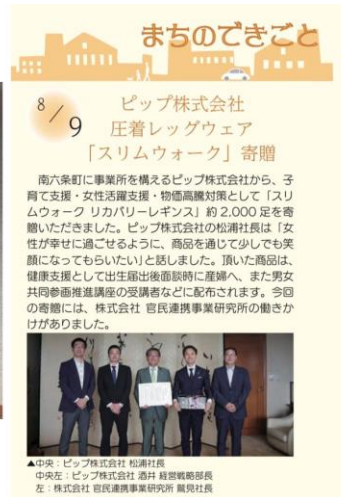 まちのできごと
8／9
ピップ株式会社
圧着レッグウェア
「スリムウォーク」寄贈
南六条町に事業所を構えるピップ株式会社から、子
育て支援・女性活躍支援・物価高騰対策として「スリ
ムウォーク リカバリーレギンス」約2,000足を寄
贈いただきました。ピップ株式会社の松浦社長は「女
性が幸せに過ごせるように、商品を通じて少しでも笑
顔になってもらいたい」と話しました。頂いた商品は、
健康支援として出生届出後面談時に産婦へ、また男女
共同参画推進講座の受講者などに配布されます。今回
の寄贈には、株式会社 官民連携事業研究所の働きか
けがありました。
▲中央：ピップ株式会社 松浦社長
中央左：ピップ株式会社 酒井 経営戦略部長
左：株式会社 官民連携事業研究所 鷲見社長